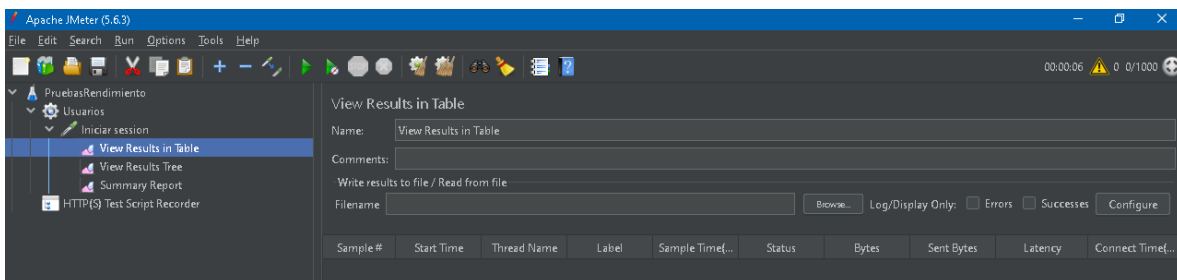 Apache JMeter (5.6.3)
File Edit Search Run Options Tools Help
00:00:06 0 0/1000
PruebasRendimiento
Usuarios
Iniciar session
View Results in Table
View Results Tree
Summary Report
HTTP(S) Test Script Recorder
View Results in Table
Name: View Results in Table
Comments:
Write results to file / Read from file
Filename Browse... Log/Display Only: Errors Successes Configure
Sample # Start Time Thread Name Label Sample Time(... Status Bytes Sent Bytes Latency Connect Time(...